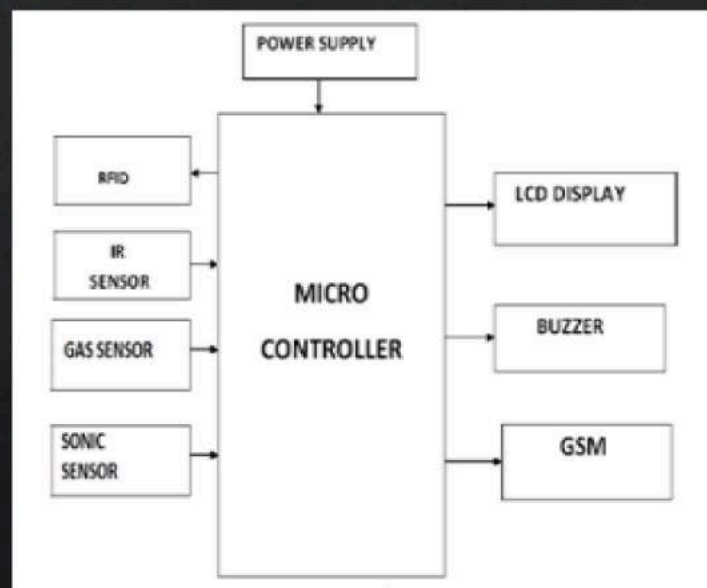 POWER SUPPLY
RFID
IR
SENSOR
GAS SENSOR
SONIC
SENSOR
MICRO
CONTROLLER
LCD DISPLAY
BUZZER
GSM